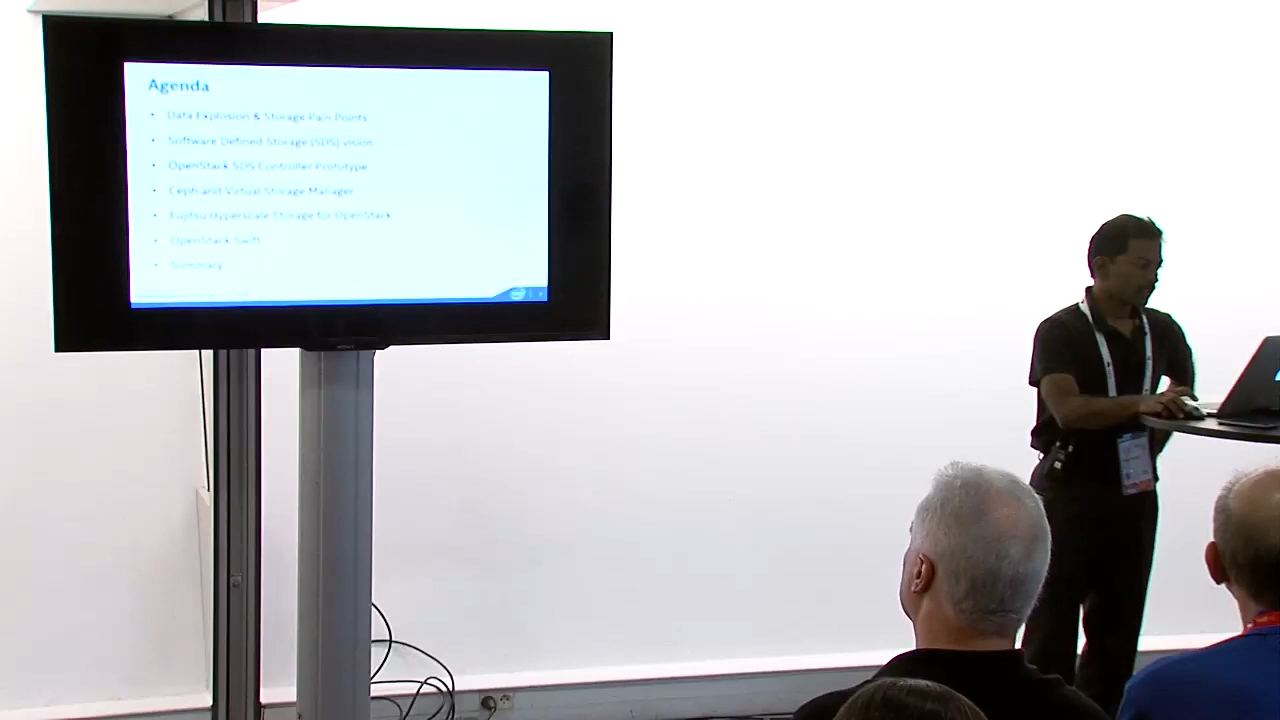 Agenda
• Data Explosion & Storage Pain Points
• Software Defined Storage (SDS) vision
• OpenStack SDS Controller Prototype
• Ceph and Virtual Storage Manager
• Fujitsu Hyperscale Storage for OpenStack
• OpenStack Swift
• Summary
intel